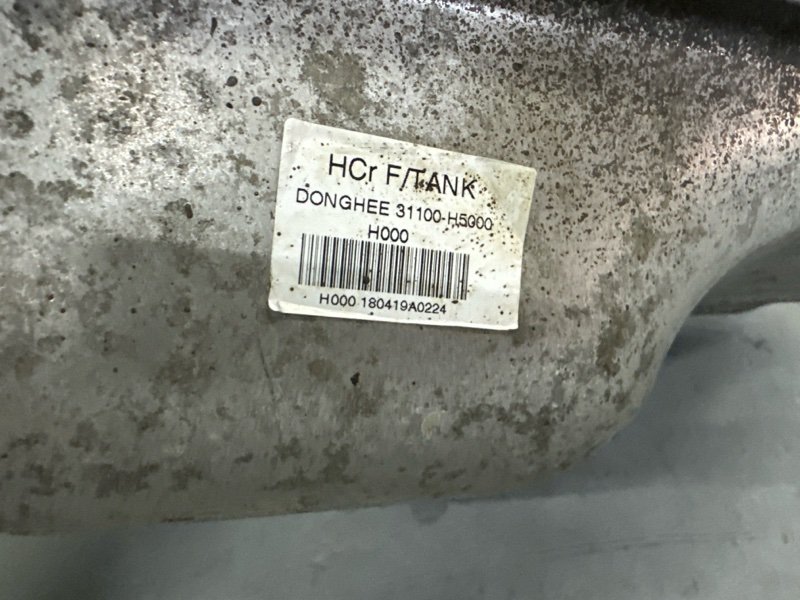 HCr F/TANK
DONGHEE 31100-H5000
H000
H000 180419A0224